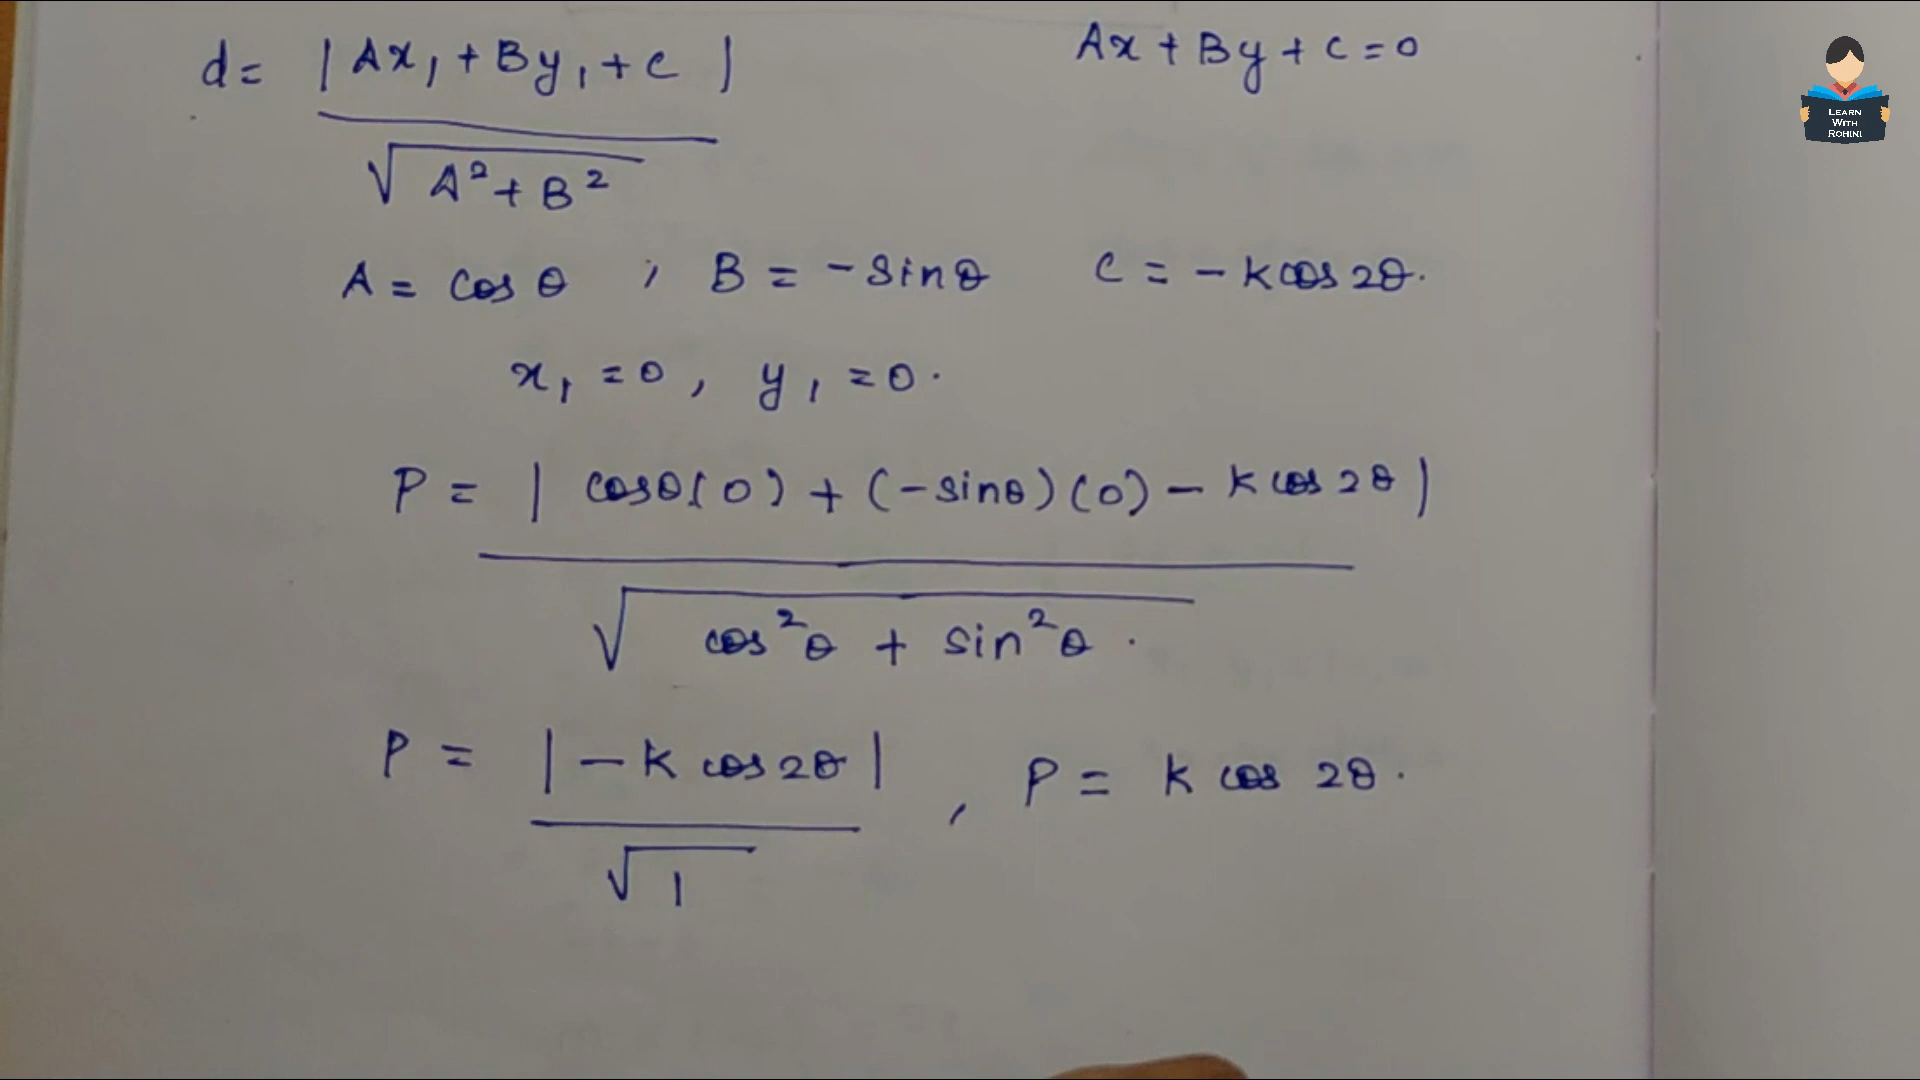 d = |Ax₁ + By₁ + C| Ax + By + C = 0
√A² + B²
A = cos θ ; B = - sin θ C = - K cos 2θ.
x₁ = 0, y₁ = 0.
P = | cosθ(0) + (-sinθ)(0) - K cos 2θ |
√cos²θ + sin²θ .
P = |- K cos 2θ| , P = K cos 2θ.
√1
LEARN
WITH
ROHINI